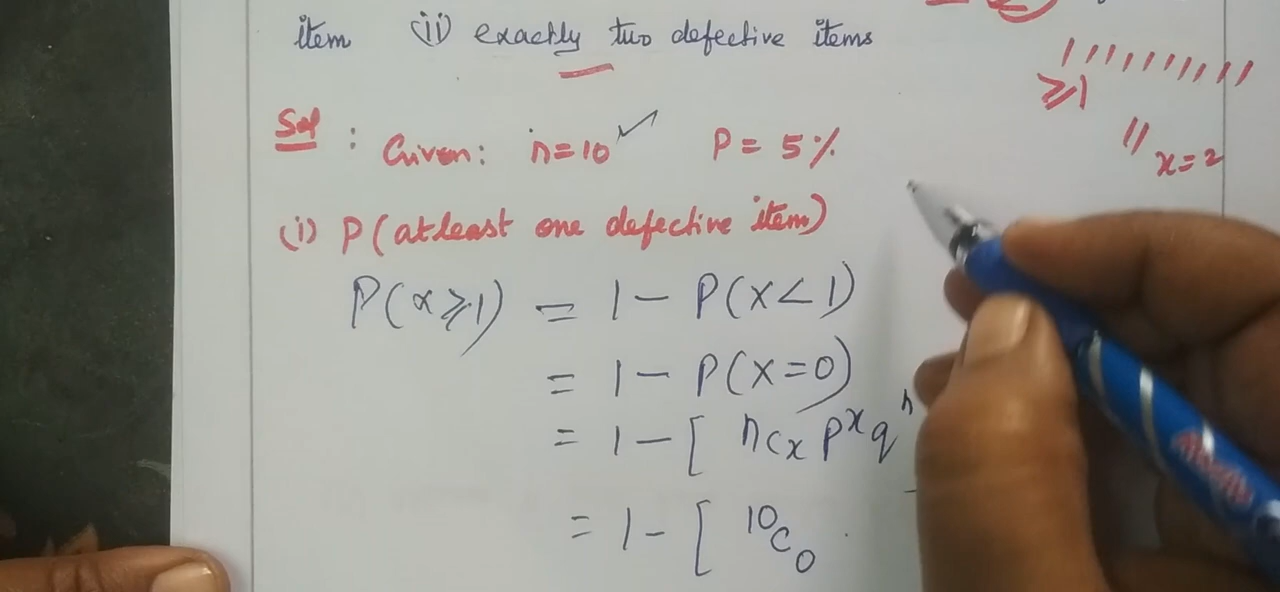 item (ii) exactly two defective items
≥1
11 x=2
Sol : Given: n=10 ✓ P = 5%
(i) P(atleast one defective item)
P(x≥1) = 1 - P(X<1)
= 1 - P(X=0)
= 1 - [ nCx p^x q^n
= 1 - [ 10C0 .